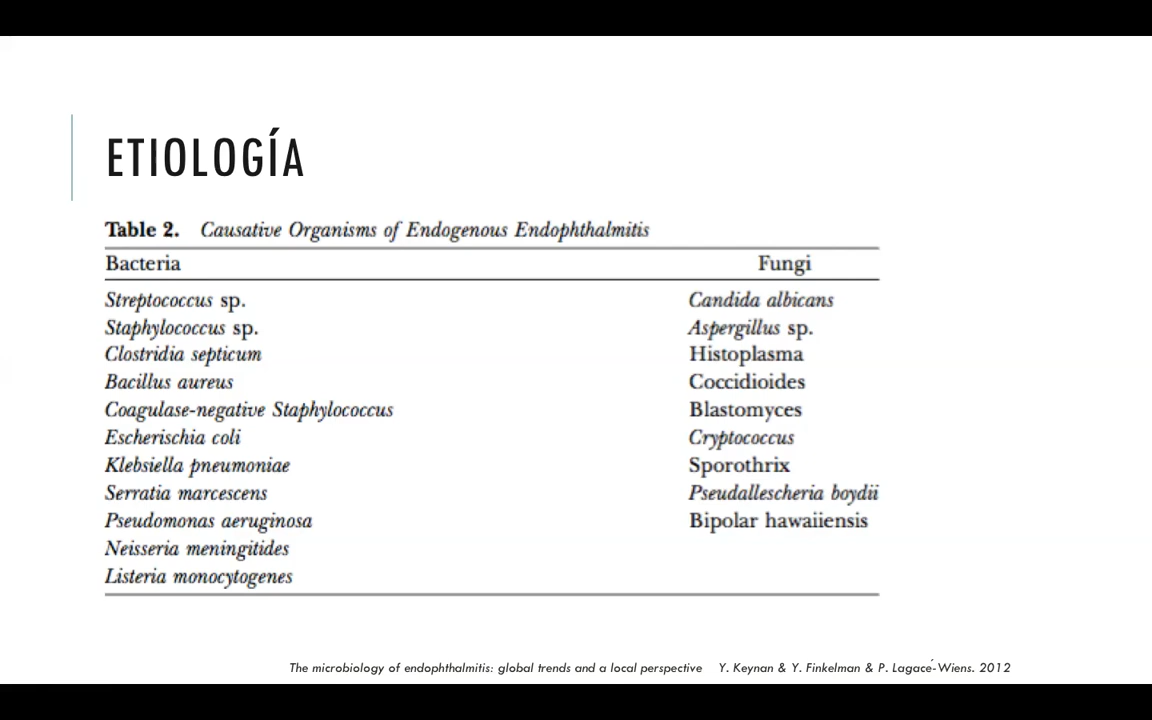 ETIOLOGÍA
Table 2. Causative Organisms of Endogenous Endophthalmitis
Bacteria Fungi
Streptococcus sp. Candida albicans
Staphylococcus sp. Aspergillus sp.
Clostridia septicum Histoplasma
Bacillus aureus Coccidioides
Coagulase-negative Staphylococcus Blastomyces
Escherischia coli Cryptococcus
Klebsiella pneumoniae Sporothrix
Serratia marcescens Pseudallescheria boydii
Pseudomonas aeruginosa Bipolar hawaiiensis
Neisseria meningitides
Listeria monocytogenes
The microbiology of endophthalmitis: global trends and a local perspective Y. Keynan & Y. Finkelman & P. Lagace´-Wiens. 2012